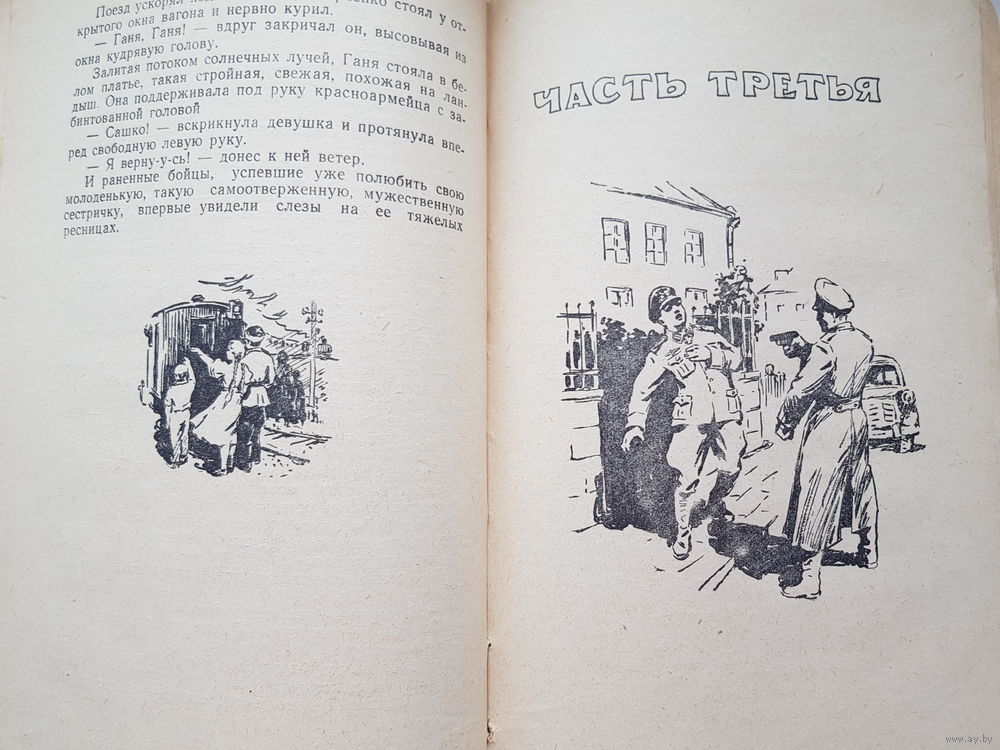 Поезд ускорял стоял у от-
крытого окна вагона и нервно курил.
— Ганя, Ганя! — вдруг закричал он, высовывая из
окна кудрявую голову.
Залитая потоком солнечных лучей, Ганя стояла в бе-
лом платье, такая стройная, свежая, похожая на лан-
дыш. Она поддерживала под руку красноармейца с за-
бинтованной головой
— Сашко! — вскрикнула девушка и протянула впе-
ред свободную левую руку.
— Я верну-у-сь! — донес к ней ветер.
И раненные бойцы, успевшие уже полюбить свою
молоденькую, такую самоотверженную, мужественную
сестричку, впервые увидели слезы на ее тяжелых
ресницах.
ЧАСТЬ ТРЕТЬЯ
www.ay.by